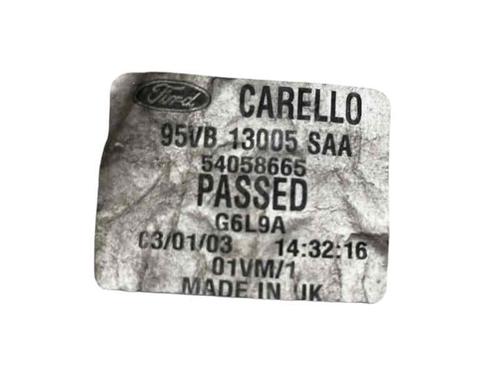 Ford CARELLO
95VB 13005 SAA
54058665
PASSED
G6L9A
03/01/03 14:32:16
01VM/1
MADE IN UK